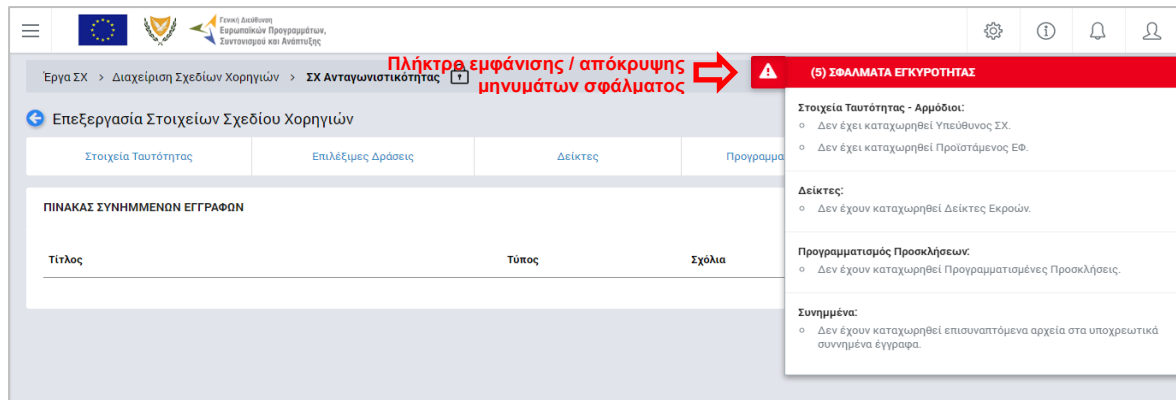 Γενική Διεύθυνση
Ευρωπαϊκών Προγραμμάτων,
Συντονισμού και Ανάπτυξης
Έργα ΣΧ > Διαχείριση Σχεδίων Χορηγιών > ΣΧ Ανταγωνιστικότητας
Πλήκτρο εμφάνισης / απόκρυψης
μηνυμάτων σφάλματος
(5) ΣΦΑΛΜΑΤΑ ΕΓΚΥΡΟΤΗΤΑΣ
Επεξεργασία Στοιχείων Σχεδίου Χορηγιών
Στοιχεία Ταυτότητας
Επιλέξιμες Δράσεις
Δείκτες
Προγραμμα
ΠΙΝΑΚΑΣ ΣΥΝΗΜΜΕΝΩΝ ΕΓΓΡΑΦΩΝ
Τίτλος
Τύπος
Σχόλια
Στοιχεία Ταυτότητας - Αρμόδιοι:
Δεν έχει καταχωρηθεί Υπεύθυνος ΣΧ.
Δεν έχει καταχωρηθεί Προϊστάμενος ΕΦ.
Δείκτες:
Δεν έχουν καταχωρηθεί Δείκτες Εκροών.
Προγραμματισμός Προσκλήσεων:
Δεν έχουν καταχωρηθεί Προγραμματισμένες Προσκλήσεις.
Συνημμένα:
Δεν έχουν καταχωρηθεί επισυναπτόμενα αρχεία στα υποχρεωτικά
συννημένα έγγραφα.